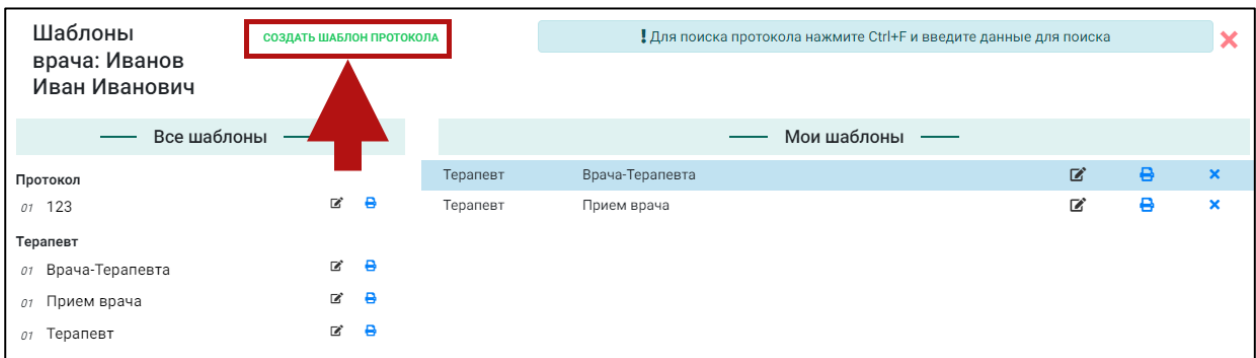 Шаблоны
врача: Иванов
Иван Иванович
СОЗДАТЬ ШАБЛОН ПРОТОКОЛА
! Для поиска протокола нажмите Ctrl+F и введите данные для поиска
Все шаблоны
Протокол
01 123
Терапевт
01 Врача-Терапевта
01 Прием врача
01 Терапевт
Мои шаблоны
Терапевт Врача-Терапевта
Терапевт Прием врача